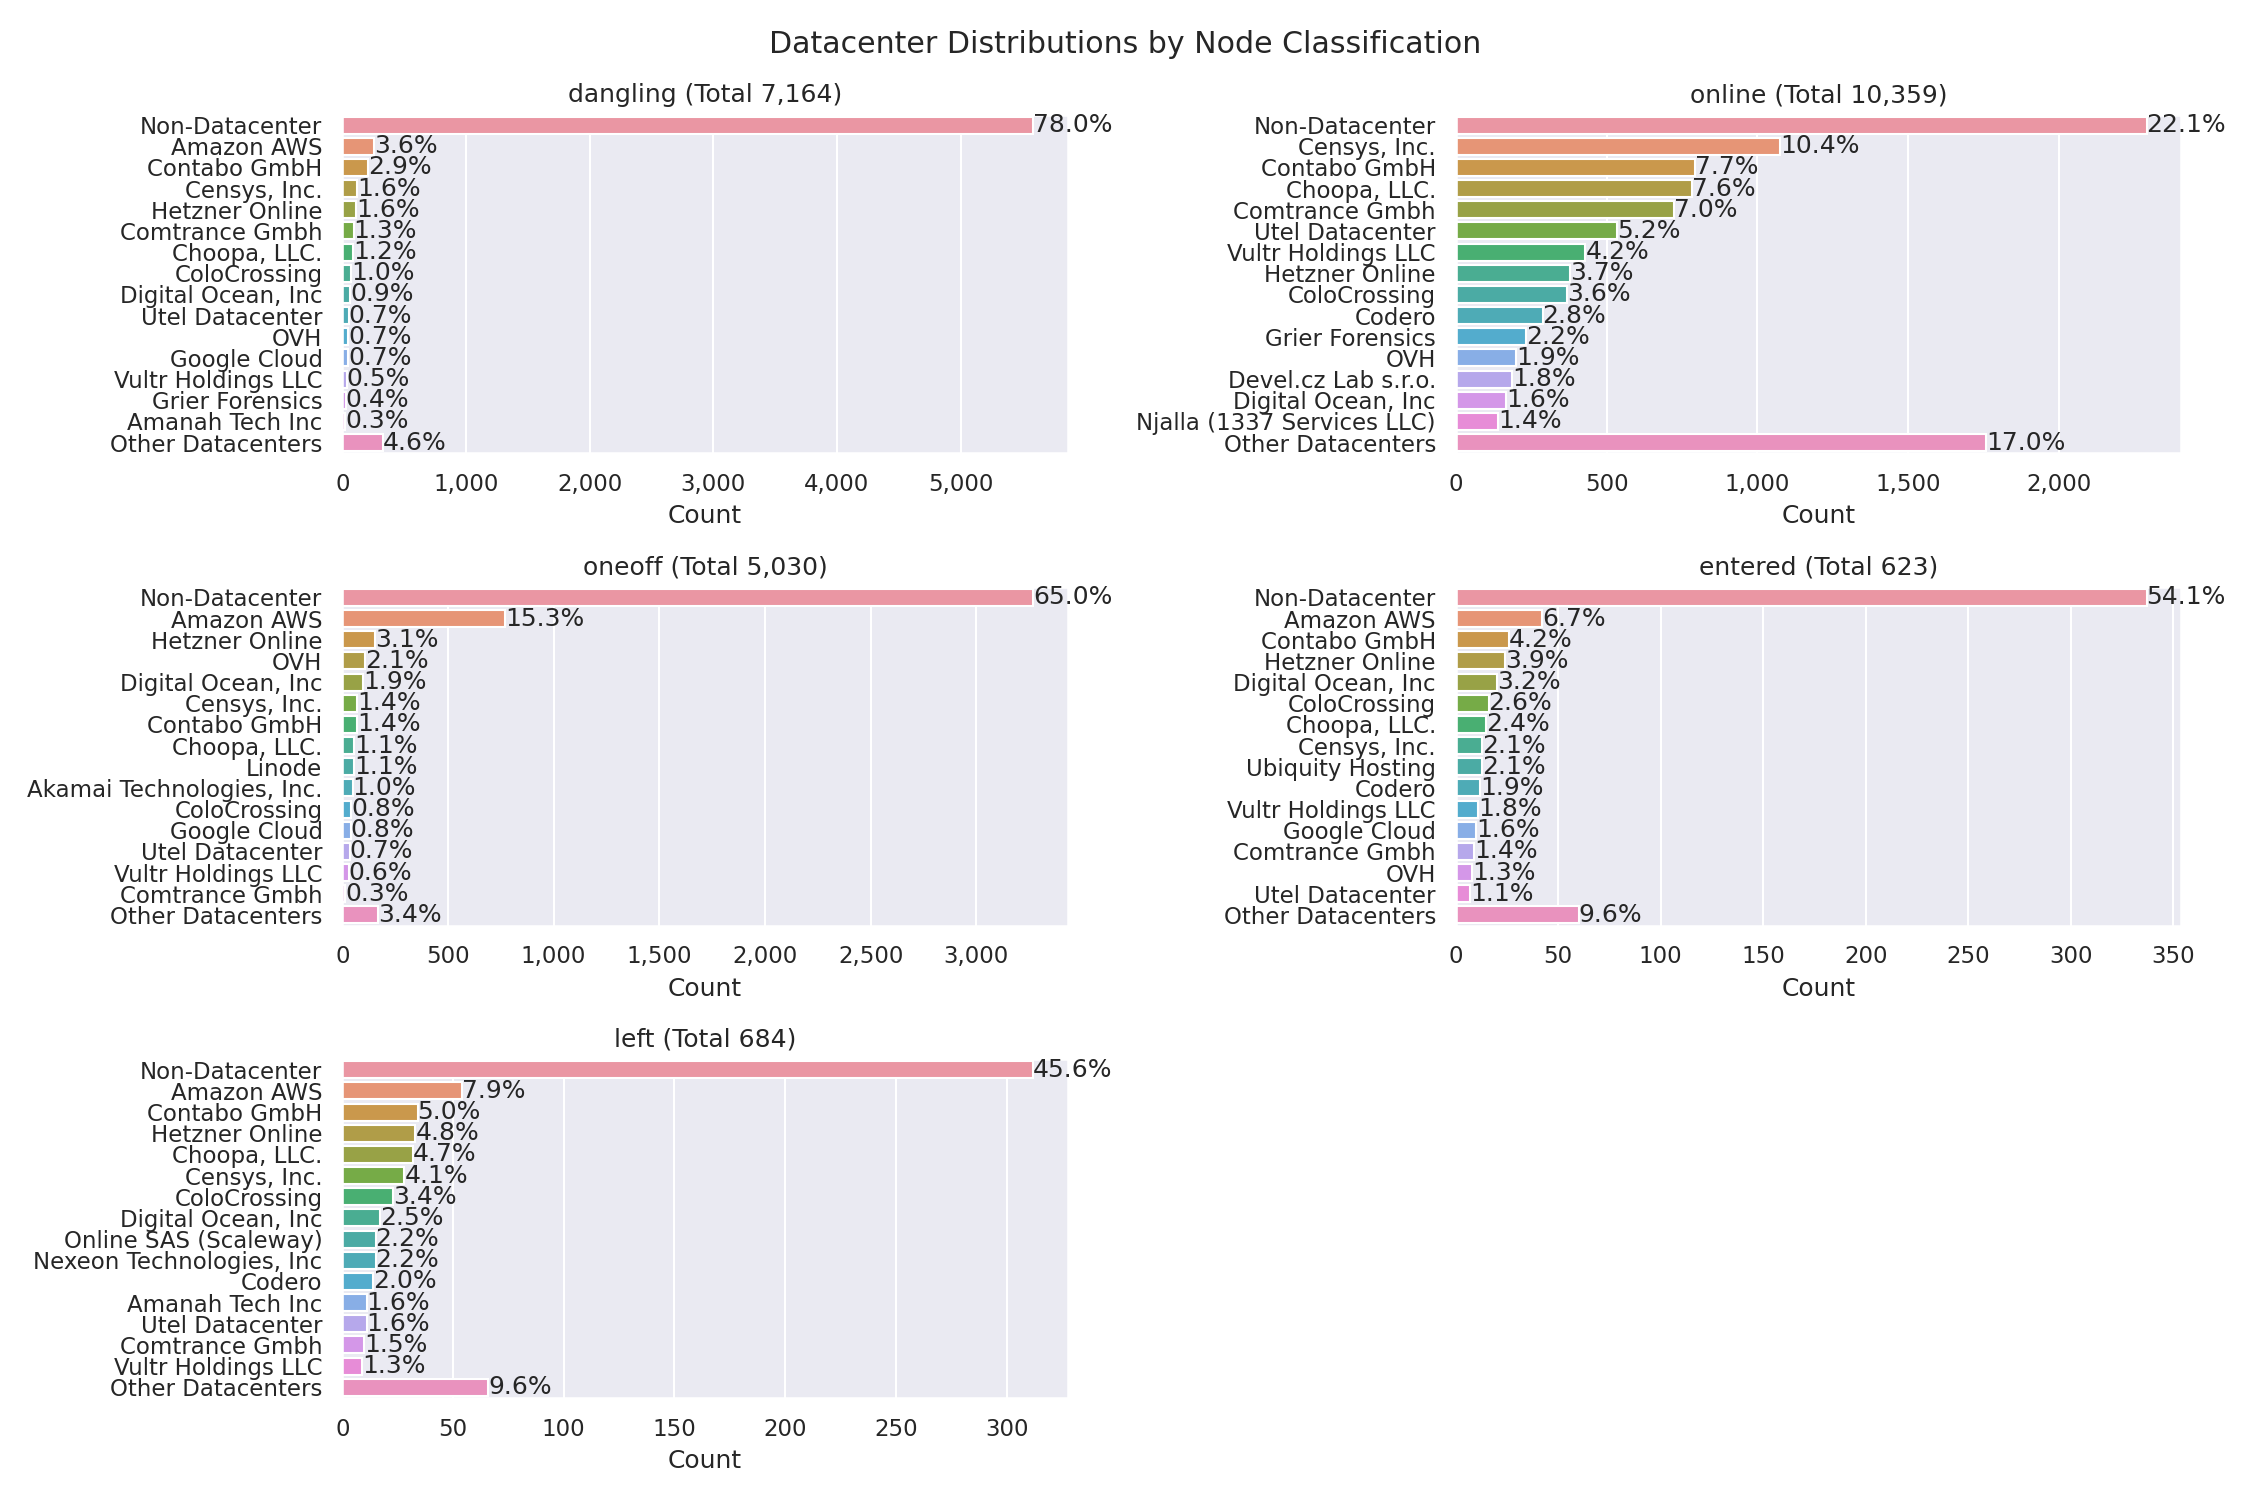 Datacenter Distributions by Node Classification
dangling (Total 7,164)
Non-Datacenter 78.0%
Amazon AWS 3.6%
Contabo GmbH 2.9%
Censys, Inc. 1.6%
Hetzner Online 1.6%
Comtrance Gmbh 1.3%
Choopa, LLC. 1.2%
ColoCrossing 1.0%
Digital Ocean, Inc 0.9%
Utel Datacenter 0.7%
OVH 0.7%
Google Cloud 0.7%
Vultr Holdings LLC 0.5%
Grier Forensics 0.4%
Amanah Tech Inc 0.3%
Other Datacenters 4.6%
0 1,000 2,000 3,000 4,000 5,000
Count
online (Total 10,359)
Non-Datacenter 22.1%
Censys, Inc. 10.4%
Contabo GmbH 7.7%
Choopa, LLC. 7.6%
Comtrance Gmbh 7.0%
Utel Datacenter 5.2%
Vultr Holdings LLC 4.2%
Hetzner Online 3.7%
ColoCrossing 3.6%
Codero 2.8%
Grier Forensics 2.2%
OVH 1.9%
Devel.cz Lab s.r.o. 1.8%
Digital Ocean, Inc 1.6%
Njalla (1337 Services LLC) 1.4%
Other Datacenters 17.0%
0 500 1,000 1,500 2,000
Count
oneoff (Total 5,030)
Non-Datacenter 65.0%
Amazon AWS 15.3%
Hetzner Online 3.1%
OVH 2.1%
Digital Ocean, Inc 1.9%
Censys, Inc. 1.4%
Contabo GmbH 1.4%
Choopa, LLC. 1.1%
Linode 1.1%
Akamai Technologies, Inc. 1.0%
ColoCrossing 0.8%
Google Cloud 0.8%
Utel Datacenter 0.7%
Vultr Holdings LLC 0.6%
Comtrance Gmbh 0.3%
Other Datacenters 3.4%
0 500 1,000 1,500 2,000 2,500 3,000
Count
entered (Total 623)
Non-Datacenter 54.1%
Amazon AWS 6.7%
Contabo GmbH 4.2%
Hetzner Online 3.9%
Digital Ocean, Inc 3.2%
ColoCrossing 2.6%
Choopa, LLC. 2.4%
Censys, Inc. 2.1%
Ubiquity Hosting 2.1%
Codero 1.9%
Vultr Holdings LLC 1.8%
Google Cloud 1.6%
Comtrance Gmbh 1.4%
OVH 1.3%
Utel Datacenter 1.1%
Other Datacenters 9.6%
0 50 100 150 200 250 300 350
Count
left (Total 684)
Non-Datacenter 45.6%
Amazon AWS 7.9%
Contabo GmbH 5.0%
Hetzner Online 4.8%
Choopa, LLC. 4.7%
Censys, Inc. 4.1%
ColoCrossing 3.4%
Digital Ocean, Inc 2.5%
Online SAS (Scaleway) 2.2%
Nexeon Technologies, Inc 2.2%
Codero 2.0%
Amanah Tech Inc 1.6%
Utel Datacenter 1.6%
Comtrance Gmbh 1.5%
Vultr Holdings LLC 1.3%
Other Datacenters 9.6%
0 50 100 150 200 250 300
Count